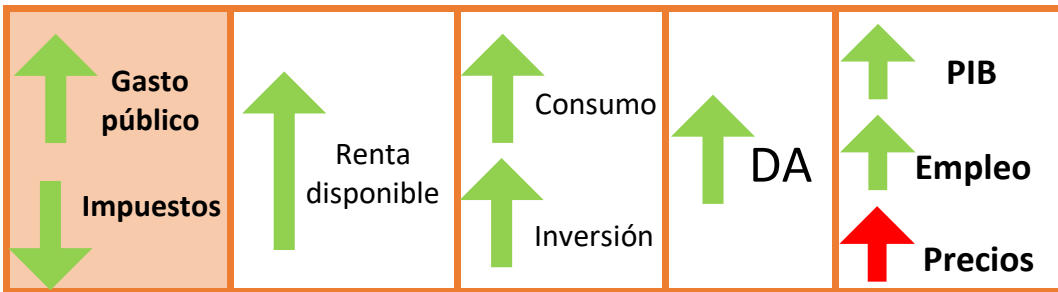 Gasto
público
Impuestos
Renta
disponible
Consumo
Inversión
DA
PIB
Empleo
Precios